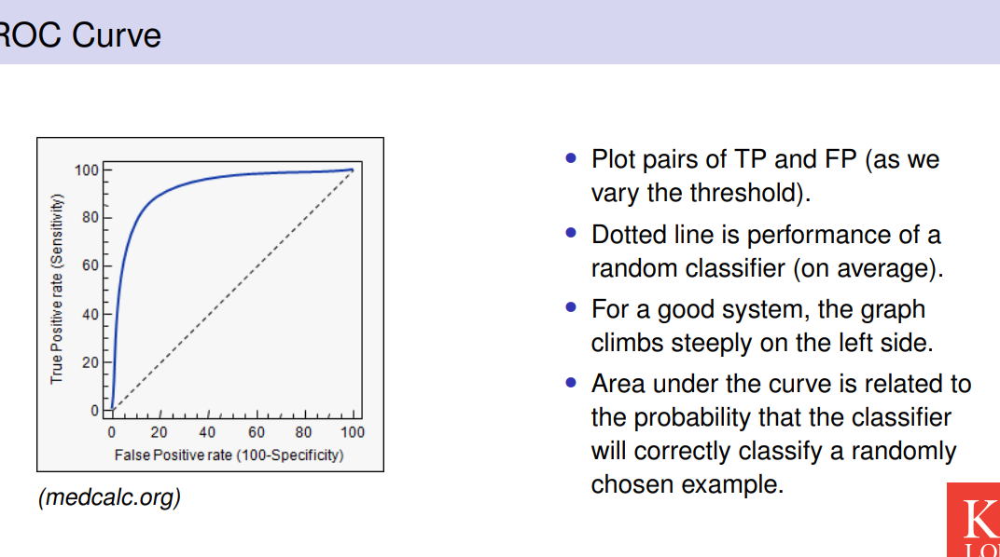 ROC Curve
100
80
60
40
20
0
True Positive rate (Sensitivity)
0 20 40 60 80 100
False Positive rate (100-Specificity)
(medcalc.org)
Plot pairs of TP and FP (as we
vary the threshold).
Dotted line is performance of a
random classifier (on average).
For a good system, the graph
climbs steeply on the left side.
Area under the curve is related to
the probability that the classifier
will correctly classify a randomly
chosen example.
K
LO